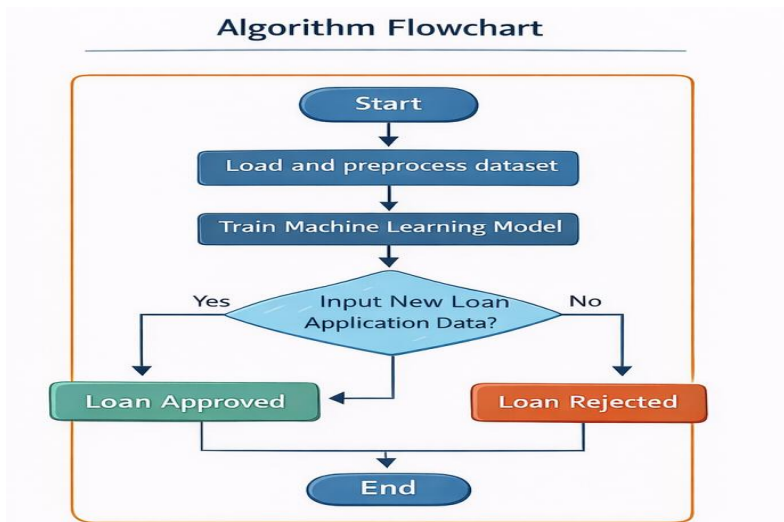 Algorithm Flowchart
Start
Load and preprocess dataset
Train Machine Learning Model
Yes
Input New Loan
Application Data?
No
Loan Approved
Loan Rejected
End